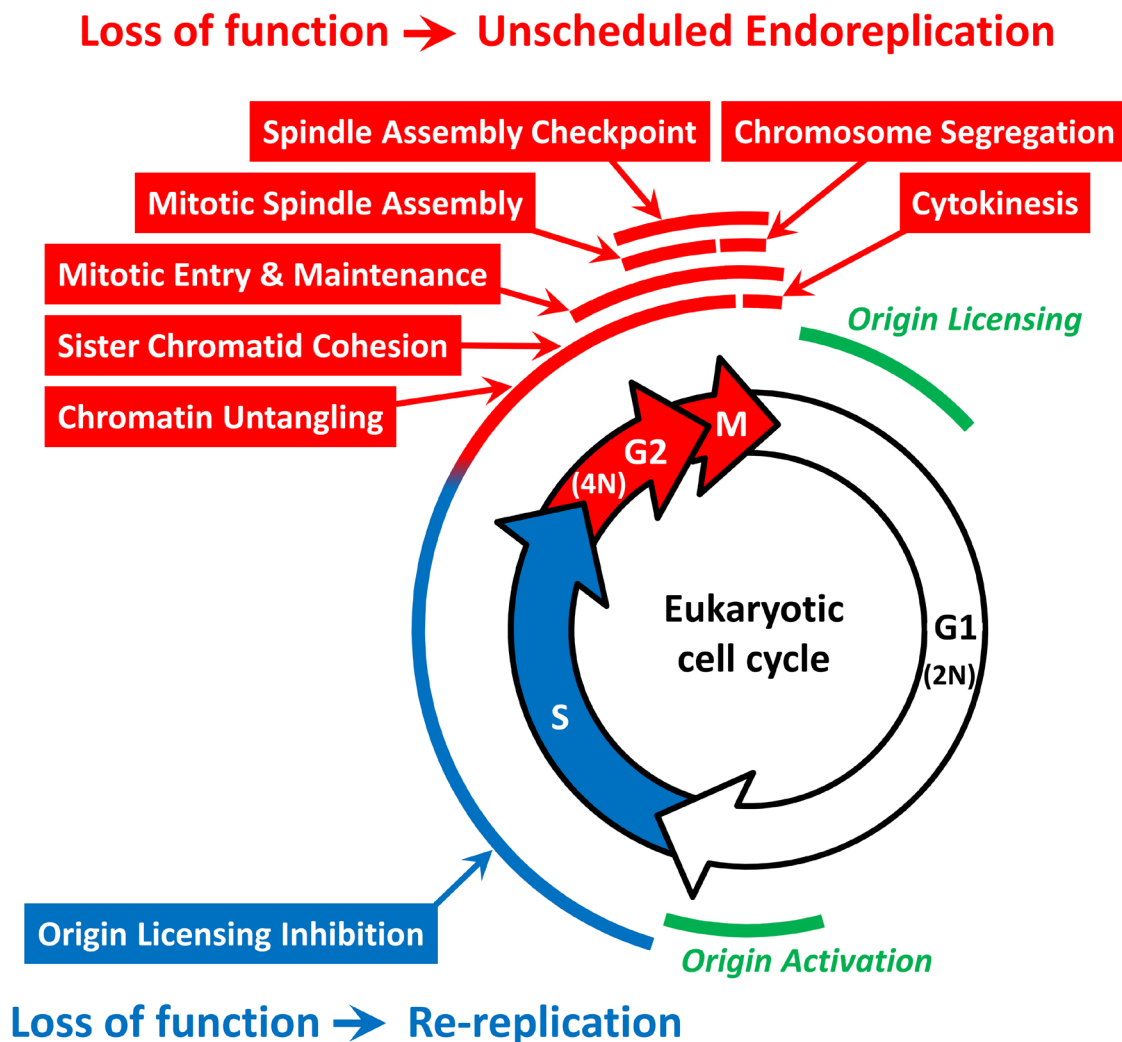 Loss of function → Unscheduled Endoreplication
Spindle Assembly Checkpoint
Chromosome Segregation
Mitotic Spindle Assembly
Cytokinesis
Mitotic Entry & Maintenance
Origin Licensing
Sister Chromatid Cohesion
Chromatin Untangling
M
G2
(4N)
Eukaryotic
cell cycle
G1
(2N)
S
Origin Licensing Inhibition
Origin Activation
Loss of function → Re-replication